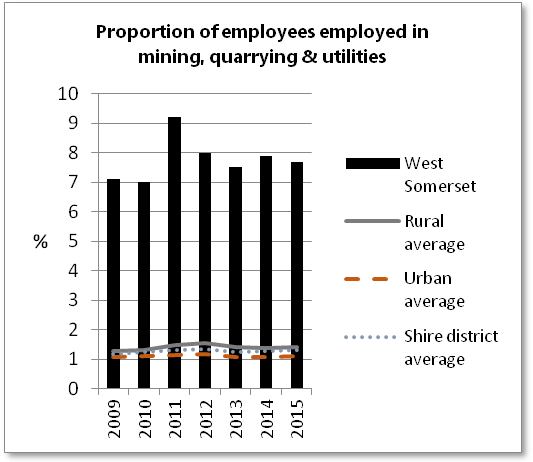 Proportion of employees employed in
mining, quarrying & utilities
10
9
8
7
6
5
4
3
2
1
0
%
2009
2010
2011
2012
2013
2014
2015
West
Somerset
Rural
average
Urban
average
Shire district
average